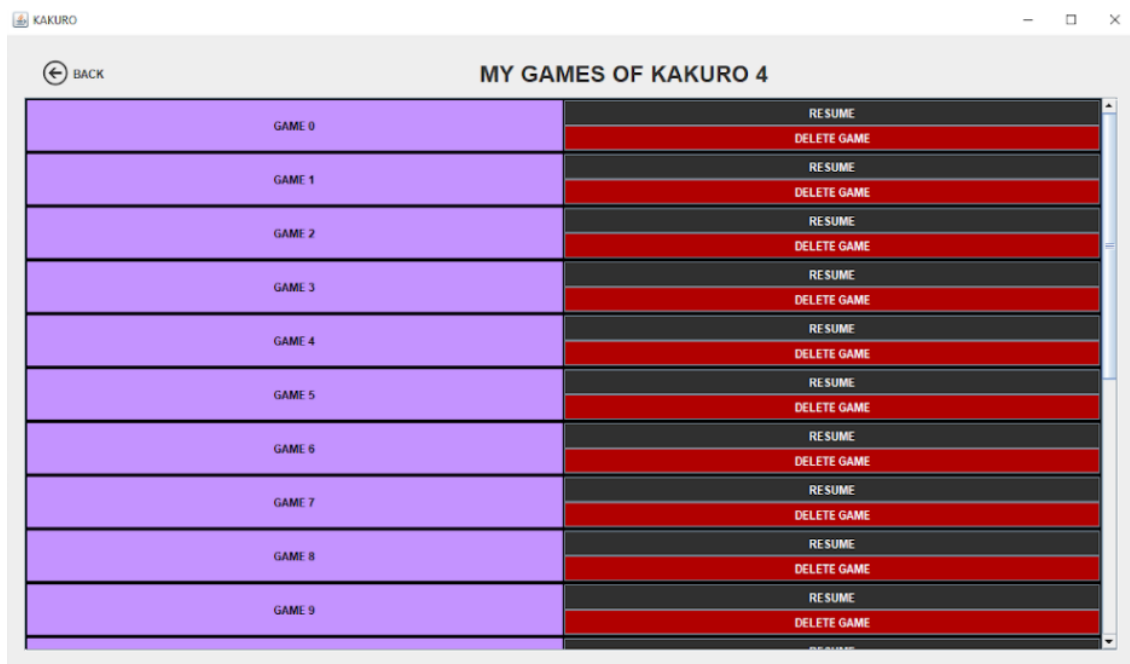 KAKURO
BACK
MY GAMES OF KAKURO 4
GAME 0
RESUME
DELETE GAME
GAME 1
RESUME
DELETE GAME
GAME 2
RESUME
DELETE GAME
GAME 3
RESUME
DELETE GAME
GAME 4
RESUME
DELETE GAME
GAME 5
RESUME
DELETE GAME
GAME 6
RESUME
DELETE GAME
GAME 7
RESUME
DELETE GAME
GAME 8
RESUME
DELETE GAME
GAME 9
RESUME
DELETE GAME